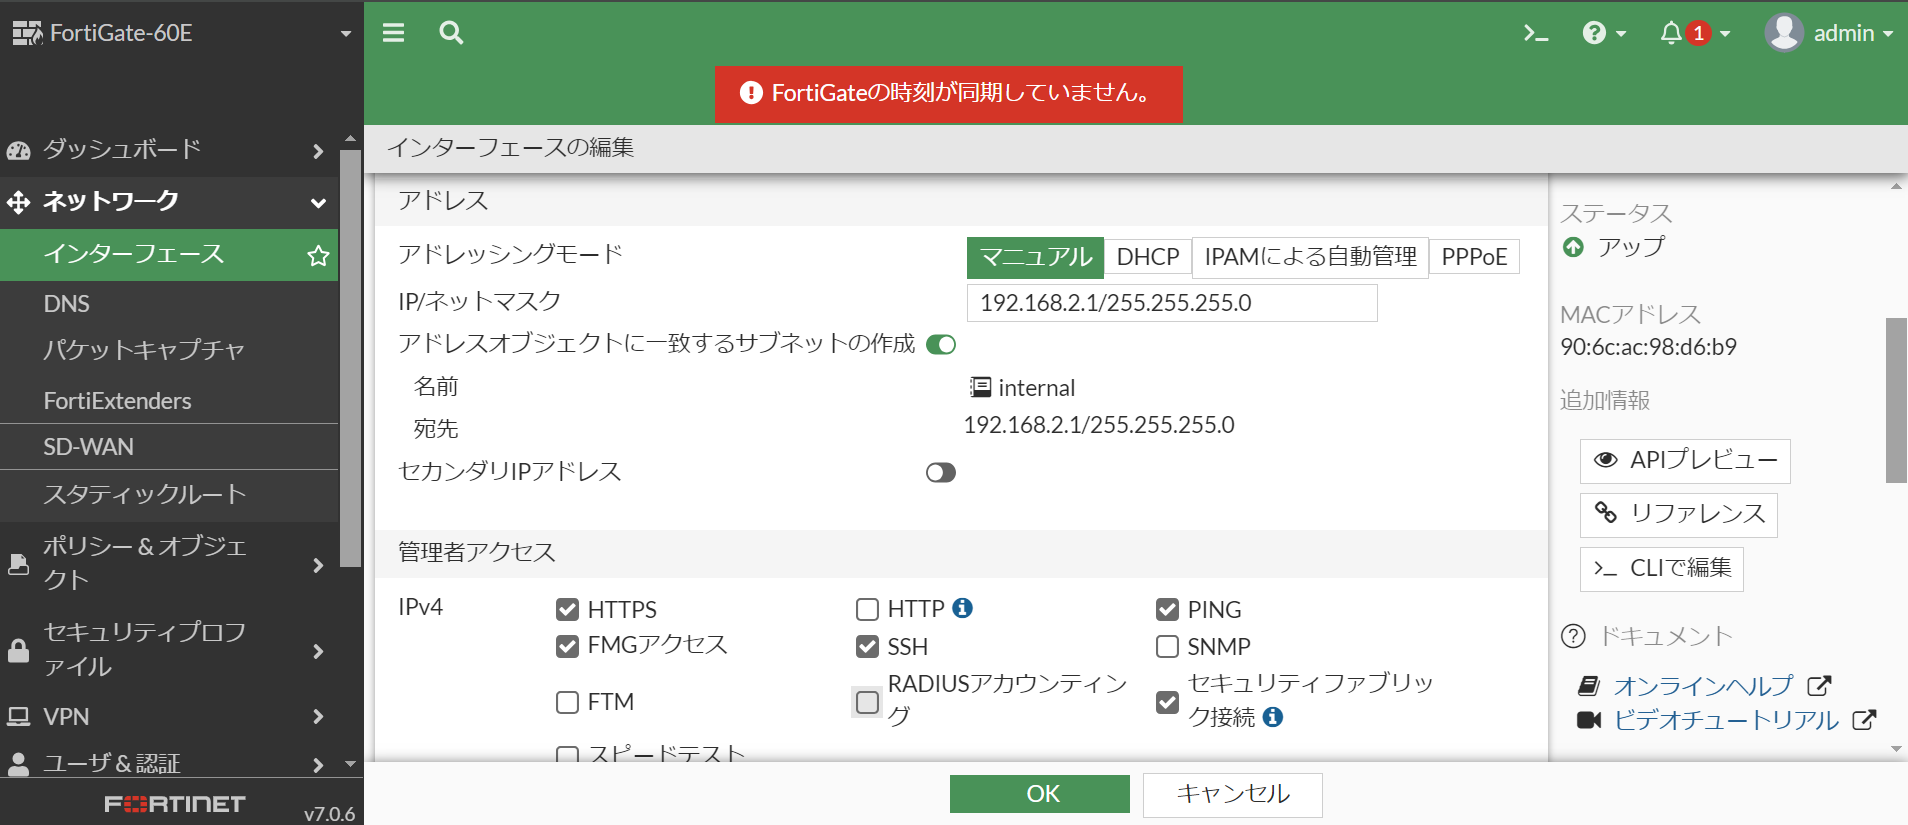 FortiGate-60E
1
admin
FortiGateの時刻が同期していません。
ダッシュボード
ネットワーク
インターフェース
DNS
パケットキャプチャ
FortiExtenders
SD-WAN
スタティックルート
ポリシー & オブジェ
クト
セキュリティプロフ
ァイル
VPN
ユーザ & 認証
FORTINET
v7.0.6
インターフェースの編集
アドレス
アドレッシングモード
マニュアル DHCP IPAMによる自動管理 PPPoE
IP/ネットマスク
192.168.2.1/255.255.255.0
アドレスオブジェクトに一致するサブネットの作成
名前
internal
宛先
192.168.2.1/255.255.255.0
セカンダリIPアドレス
管理者アクセス
IPv4
HTTPS
HTTP
PING
FMGアクセス
SSH
SNMP
FTM
RADIUSアカウンティン
グ
セキュリティファブリッ
ク接続
スピードテスト
OK
キャンセル
ステータス
アップ
MACアドレス
90:6c:ac:98:d6:b9
追加情報
APIプレビュー
リファレンス
CLIで編集
ドキュメント
オンラインヘルプ
ビデオチュートリアル